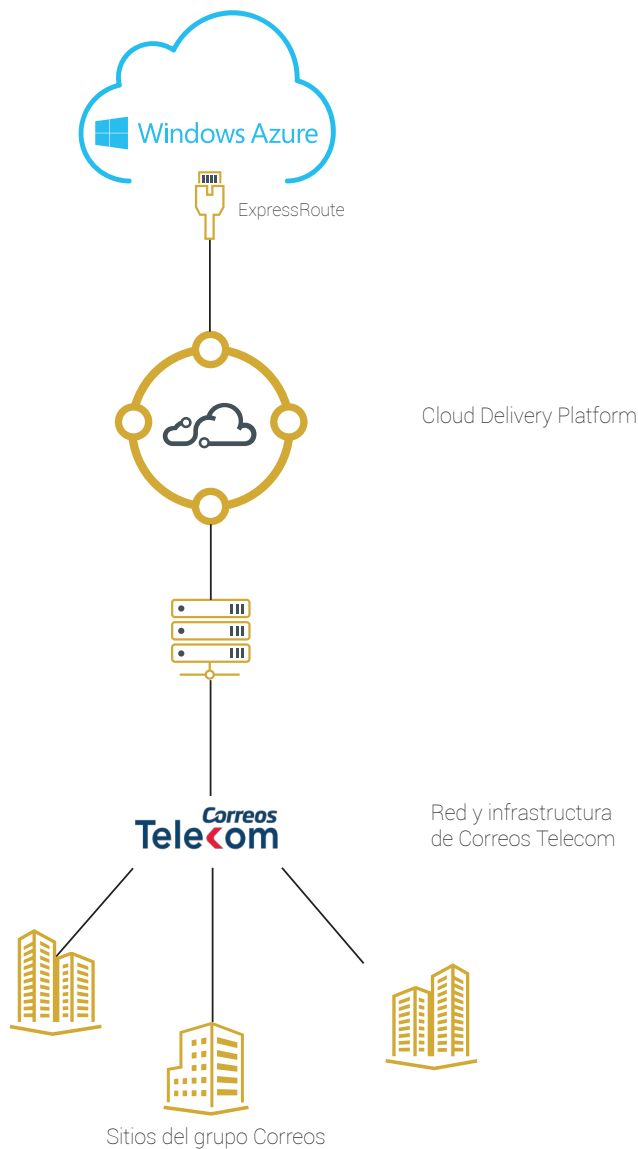 Windows Azure
ExpressRoute
Cloud Delivery Platform
Correos
Telecom
Red y infrastructura
de Correos Telecom
Sitios del grupo Correos